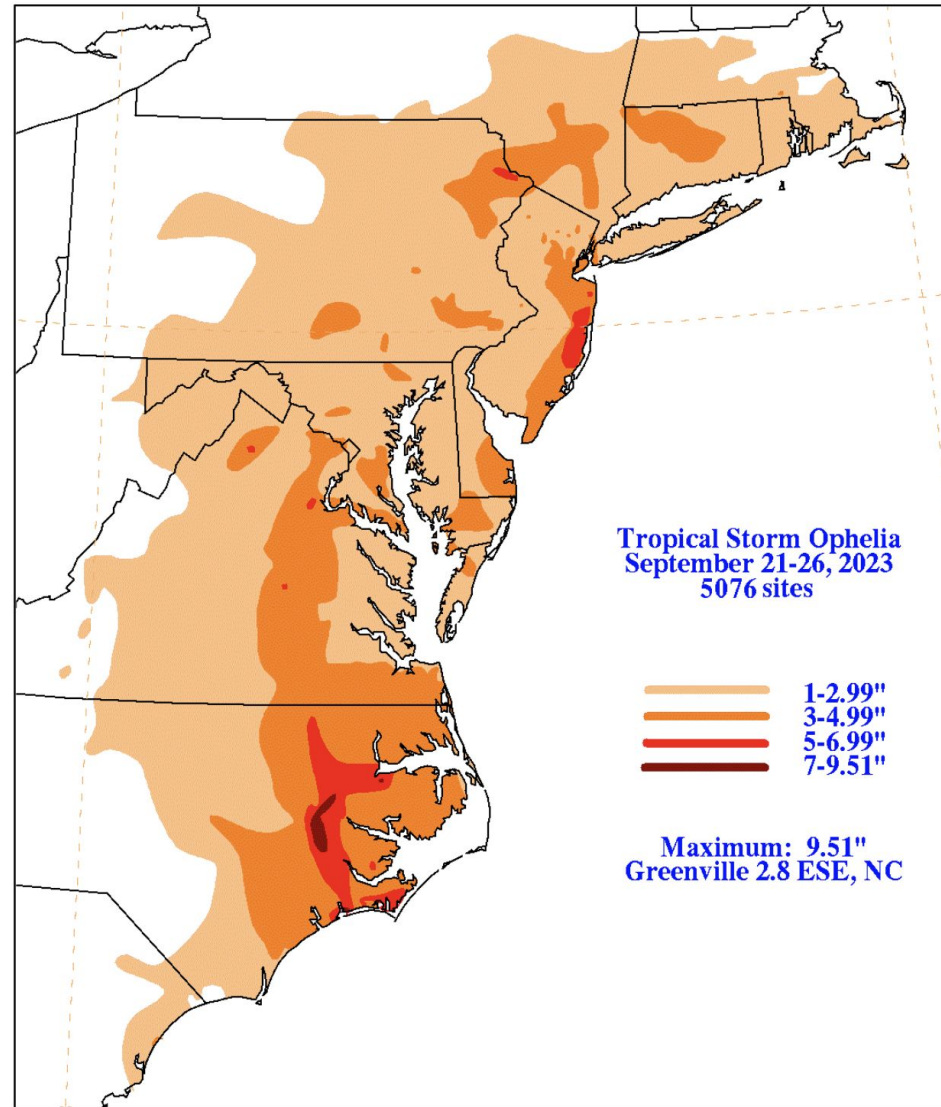 Tropical Storm Ophelia
September 21-26, 2023
5076 sites
1-2.99"
3-4.99"
5-6.99"
7-9.51"
Maximum: 9.51"
Greenville 2.8 ESE, NC